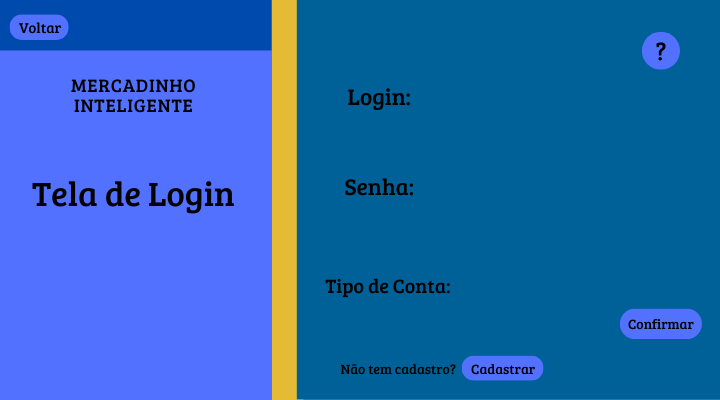 Voltar
MERCADINHO
INTELIGENTE
Tela de Login
?
Login:
Senha:
Tipo de Conta:
Confirmar
Não tem cadastro? Cadastrar